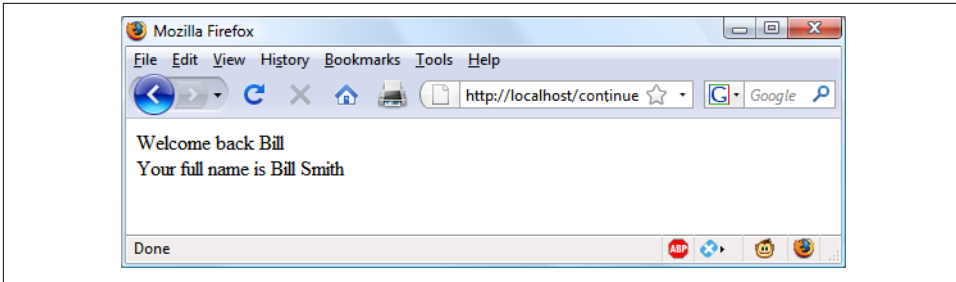 Mozilla Firefox
File Edit View History Bookmarks Tools Help
http://localhost/continue G Google
Welcome back Bill
Your full name is Bill Smith
Done ABP